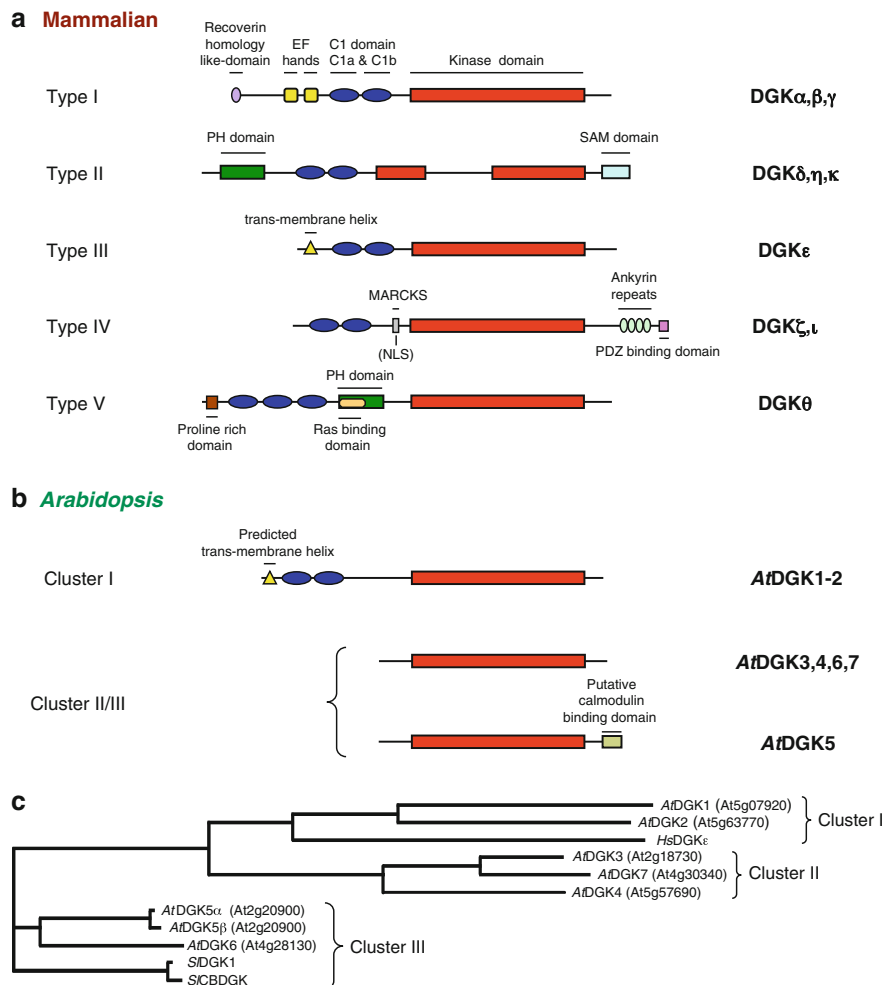 a Mammalian
Recoverin
homology
like-domain
EF
hands
C1 domain
C1a & C1b
Kinase domain
Type I
DGKα,β,γ
PH domain
SAM domain
Type II
DGKδ,η,κ
trans-membrane helix
Type III
DGKε
MARCKS
Ankyrin
repeats
Type IV
DGKζ,ι
(NLS)
PDZ binding domain
PH domain
Type V
DGKθ
Proline rich
domain
Ras binding
domain
b Arabidopsis
Predicted
trans-membrane helix
Cluster I
AtDGK1-2
AtDGK3,4,6,7
Cluster II/III
Putative
calmodulin
binding domain
AtDGK5
c
AtDGK1 (At5g07920)
AtDGK2 (At5g63770)
HsDGKε
Cluster I
AtDGK3 (At2g18730)
AtDGK7 (At4g30340)
AtDGK4 (At5g57690)
Cluster II
AtDGK5α (At2g20900)
AtDGK5β (At2g20900)
AtDGK6 (At4g28130)
SlDGK1
SlCBDGK
Cluster III